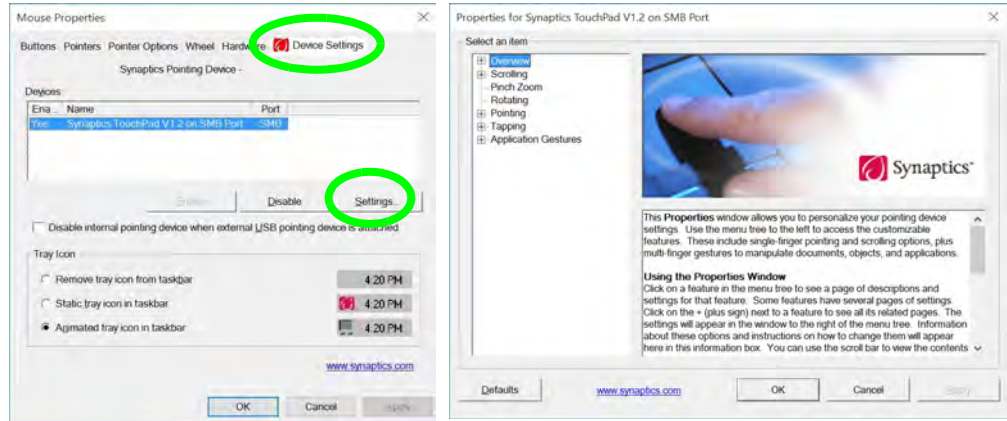 Mouse Properties
Buttons Pointers Pointer Options Wheel Hardware Device Settings
Synaptics Pointing Device -
Devices
Ena... Name Port
Yes Synaptics TouchPad V1.2 on SMB Port SMB
Disable Settings...
Disable internal pointing device when external USB pointing device is attached
Tray Icon
Remove tray icon from taskbar 4:20 PM
Static tray icon in taskbar 4:20 PM
Animated tray icon in taskbar 4:20 PM
www.synaptics.com
OK Cancel Apply
Properties for Synaptics TouchPad V1.2 on SMB Port
Select an item
Overview
Scrolling
Pinch Zoom
Rotating
Pointing
Tapping
Application Gestures
Synaptics
This Properties window allows you to personalize your pointing device
settings. Use the menu tree to the left to access the customizable
features. These include single-finger pointing and scrolling options, plus
multi-finger gestures to manipulate documents, objects, and applications.
Using the Properties Window
Click on a feature in the menu tree to see a page of descriptions and
settings for that feature. Some features have several pages of settings.
Click on the + (plus sign) next to a feature to see all its related pages. The
settings will appear in the window to the right of the menu tree. Information
about these options and instructions on how to change them will appear
here in this information box. You can use the scroll bar to view the contents
Defaults www.synaptics.com OK Cancel Apply